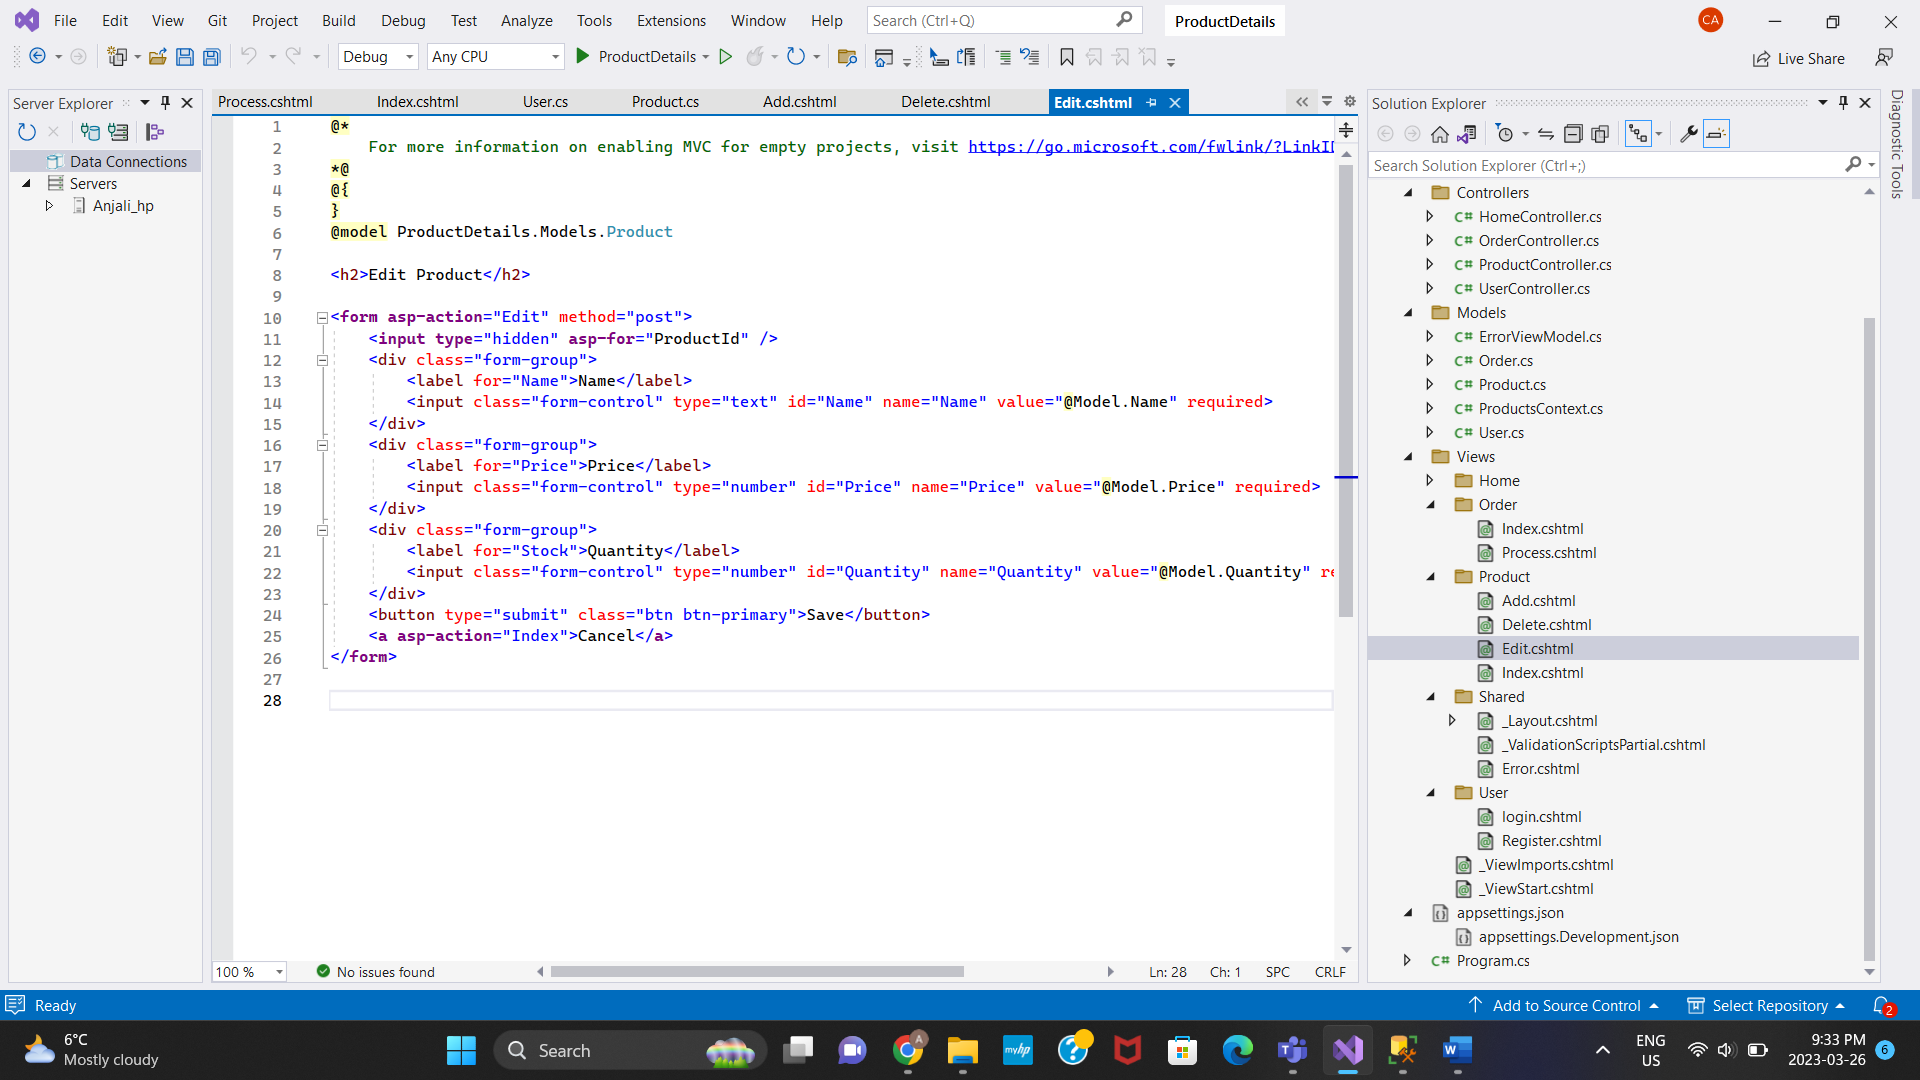 File Edit View Git Project Build Debug Test Analyze Tools Extensions Window Help Search (Ctrl+Q) ProductDetails CA
Debug Any CPU ProductDetails Live Share
Server Explorer
Data Connections
Servers
Anjali_hp
Process.cshtml Index.cshtml User.cs Product.cs Add.cshtml Delete.cshtml Edit.cshtml
1 @*
2 For more information on enabling MVC for empty projects, visit https://go.microsoft.com/fwlink/?LinkID
3 *@
4 @{
5 }
6 @model ProductDetails.Models.Product
7
8 <h2>Edit Product</h2>
9
10 <form asp-action="Edit" method="post">
11 <input type="hidden" asp-for="ProductId" />
12 <div class="form-group">
13 <label for="Name">Name</label>
14 <input class="form-control" type="text" id="Name" name="Name" value="@Model.Name" required>
15 </div>
16 <div class="form-group">
17 <label for="Price">Price</label>
18 <input class="form-control" type="number" id="Price" name="Price" value="@Model.Price" required>
19 </div>
20 <div class="form-group">
21 <label for="Stock">Quantity</label>
22 <input class="form-control" type="number" id="Quantity" name="Quantity" value="@Model.Quantity" re
23 </div>
24 <button type="submit" class="btn btn-primary">Save</button>
25 <a asp-action="Index">Cancel</a>
26 </form>
27
28
100 % No issues found Ln: 28 Ch: 1 SPC CRLF
Solution Explorer
Search Solution Explorer (Ctrl+;)
Controllers
C# HomeController.cs
C# OrderController.cs
C# ProductController.cs
C# UserController.cs
Models
C# ErrorViewModel.cs
C# Order.cs
C# Product.cs
C# ProductsContext.cs
C# User.cs
Views
Home
Order
Index.cshtml
Process.cshtml
Product
Add.cshtml
Delete.cshtml
Edit.cshtml
Index.cshtml
Shared
_Layout.cshtml
_ValidationScriptsPartial.cshtml
Error.cshtml
User
login.cshtml
Register.cshtml
_ViewImports.cshtml
_ViewStart.cshtml
appsettings.json
appsettings.Development.json
C# Program.cs
Diagnostic Tools
Ready Add to Source Control Select Repository 2
6°C
Mostly cloudy
Search
A
myhp
W
ENG
US
9:33 PM
2023-03-26
6